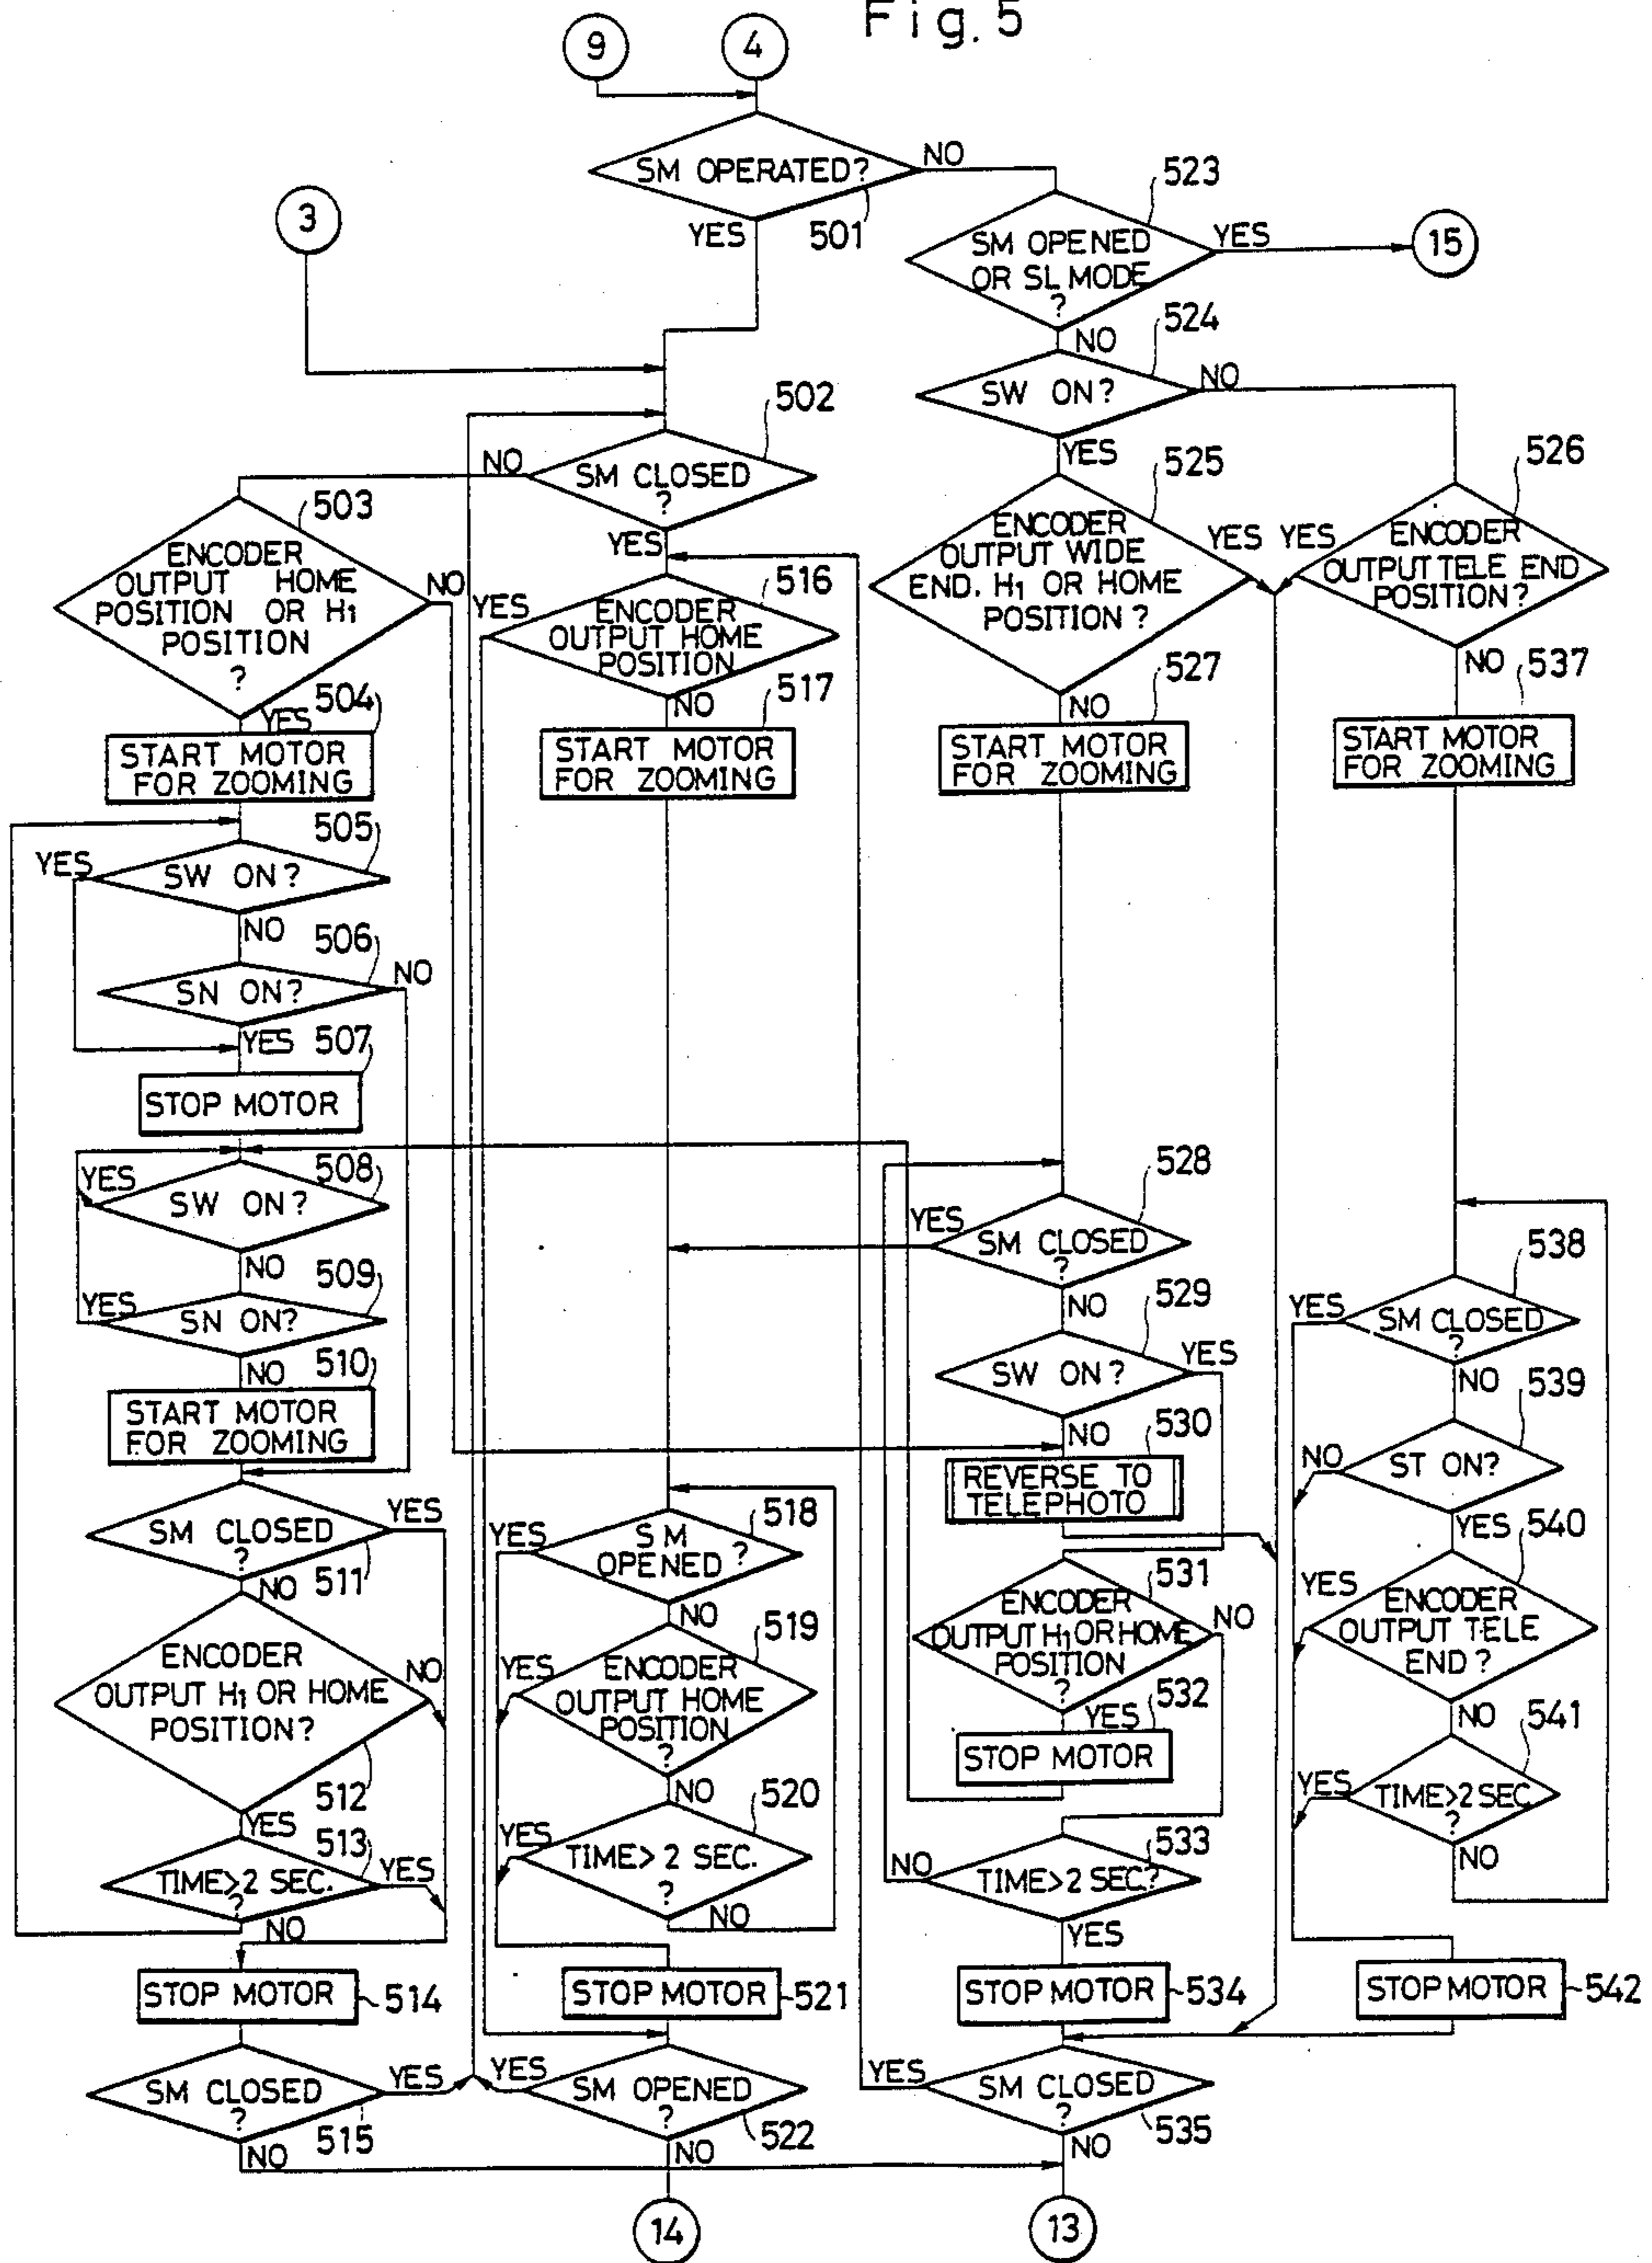 Fig. 5
9
4
SM OPERATED?
NO
501
YES
3
523
SM OPENED
OR SL MODE
?
YES
15
NO
524
SW ON?
NO
YES
502
SM CLOSED
?
NO
YES
503
ENCODER
OUTPUT HOME
POSITION OR H1
POSITION
?
NO
YES
516
ENCODER
OUTPUT HOME
POSITION
YES
NO
525
ENCODER
OUTPUT WIDE
END. H1 OR HOME
POSITION ?
YES
NO
526
ENCODER
OUTPUT TELE END
POSITION?
YES
NO
504
START MOTOR
FOR ZOOMING
517
START MOTOR
FOR ZOOMING
527
START MOTOR
FOR ZOOMING
537
START MOTOR
FOR ZOOMING
505
YES
SW ON?
NO
506
SN ON?
NO
YES
507
STOP MOTOR
508
YES
SW ON?
NO
509
YES
SN ON?
NO
510
START MOTOR
FOR ZOOMING
SM CLOSED
?
YES
NO
511
ENCODER
OUTPUT H1 OR HOME
POSITION?
NO
512
YES
513
TIME>2 SEC.
?
YES
NO
STOP MOTOR
514
SM CLOSED
?
YES
515
NO
518
YES
SM
OPENED ?
NO
519
YES
ENCODER
OUTPUT HOME
POSITION
?
NO
520
YES
TIME> 2 SEC.
?
NO
STOP MOTOR
521
YES
SM OPENED
?
522
NO
14
528
YES
SM CLOSED
?
NO
529
SW ON?
YES
NO
530
REVERSE TO
TELEPHOTO
531
ENCODER
OUTPUT H1 OR HOME
POSITION
?
NO
YES
532
STOP MOTOR
533
NO
TIME>2 SEC?
YES
STOP MOTOR
534
YES
SM CLOSED
?
535
NO
13
538
YES
SM CLOSED
?
NO
539
NO
ST ON?
YES
540
YES
ENCODER
OUTPUT TELE
END ?
NO
541
YES
TIME>2 SEC
?
NO
STOP MOTOR
542